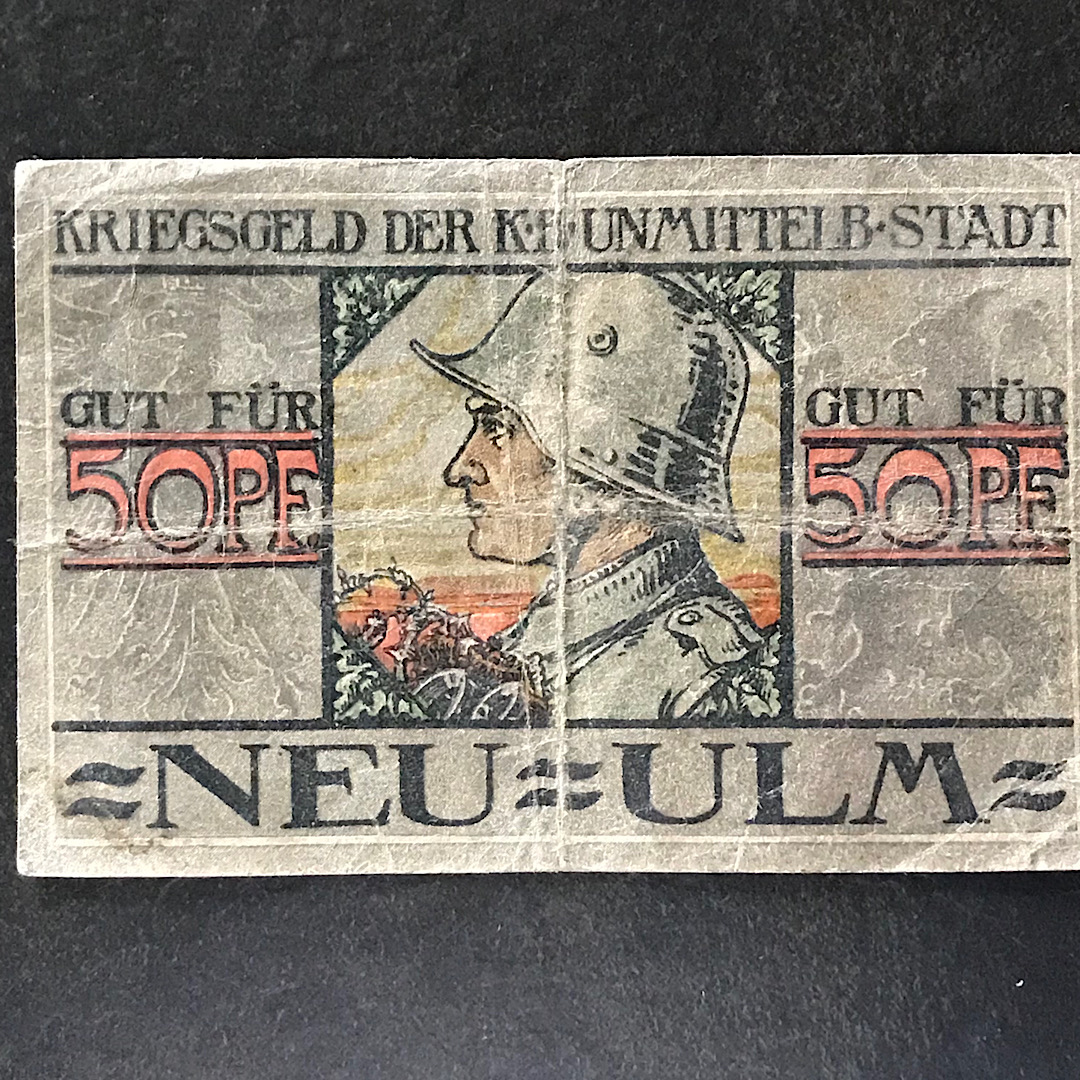 KRIEGSGELD DER K·B·UNMITTELB·STADT
GUT FÜR
50PF.
GUT FÜR
50PF.
NEU=ULM